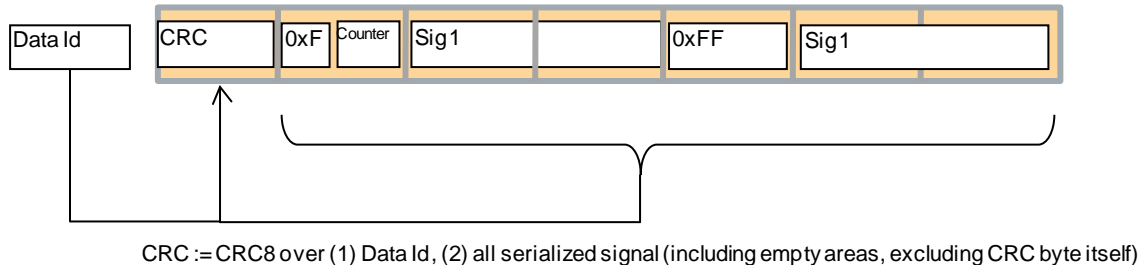 Data Id CRC 0xF Counter Sig1 0xFF Sig1
CRC := CRC8 over (1) Data Id, (2) all serialized signal (including empty areas, excluding CRC byte itself)